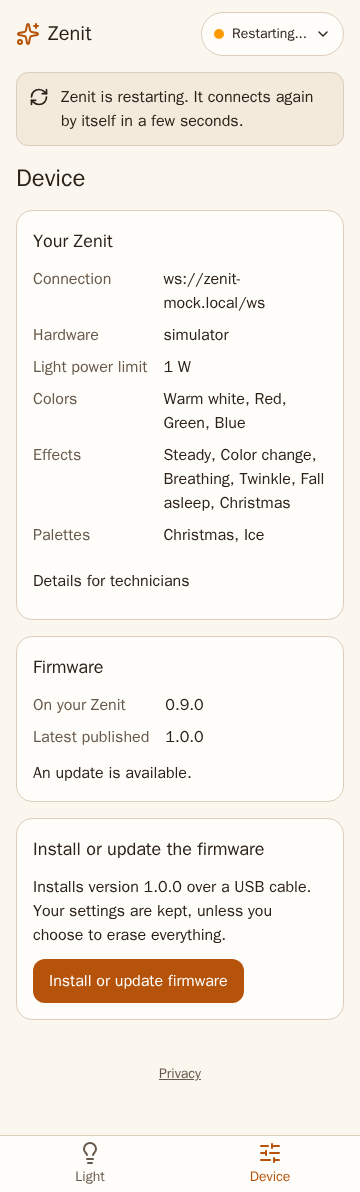 Zenit
Restarting...
Zenit is restarting. It connects again
by itself in a few seconds.
Device
Your Zenit
Connection ws://zenit-
mock.local/ws
Hardware simulator
Light power limit 1 W
Colors Warm white, Red,
Green, Blue
Effects Steady, Color change,
Breathing, Twinkle, Fall
asleep, Christmas
Palettes Christmas, Ice
Details for technicians
Firmware
On your Zenit 0.9.0
Latest published 1.0.0
An update is available.
Install or update the firmware
Installs version 1.0.0 over a USB cable.
Your settings are kept, unless you
choose to erase everything.
Install or update firmware
Privacy
Light Device